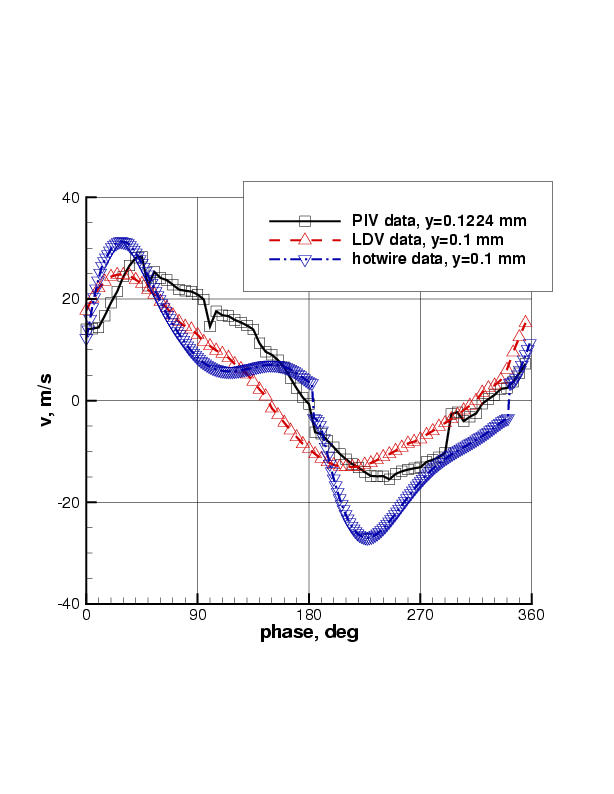 PIV data, y=0.1224 mm
LDV data, y=0.1 mm
hotwire data, y=0.1 mm
v, m/s
40
20
0
-20
-40
0 90 180 270 360
phase, deg